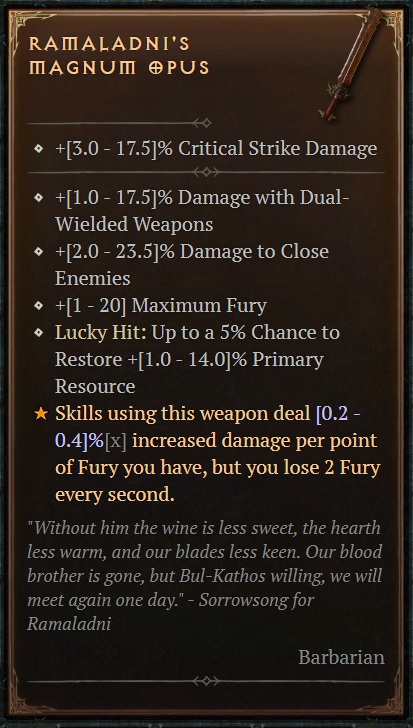 RAMALADNI'S
MAGNUM OPUS
+[3.0 - 17.5]% Critical Strike Damage
+[1.0 - 17.5]% Damage with Dual-
Wielded Weapons
+[2.0 - 23.5]% Damage to Close
Enemies
+[1 - 20] Maximum Fury
Lucky Hit: Up to a 5% Chance to
Restore +[1.0 - 14.0]% Primary
Resource
Skills using this weapon deal [0.2 -
0.4]%[x] increased damage per point
of Fury you have, but you lose 2 Fury
every second.
"Without him the wine is less sweet, the hearth
less warm, and our blades less keen. Our blood
brother is gone, but Bul-Kathos willing, we will
meet again one day." - Sorrowsong for
Ramaladni
Barbarian